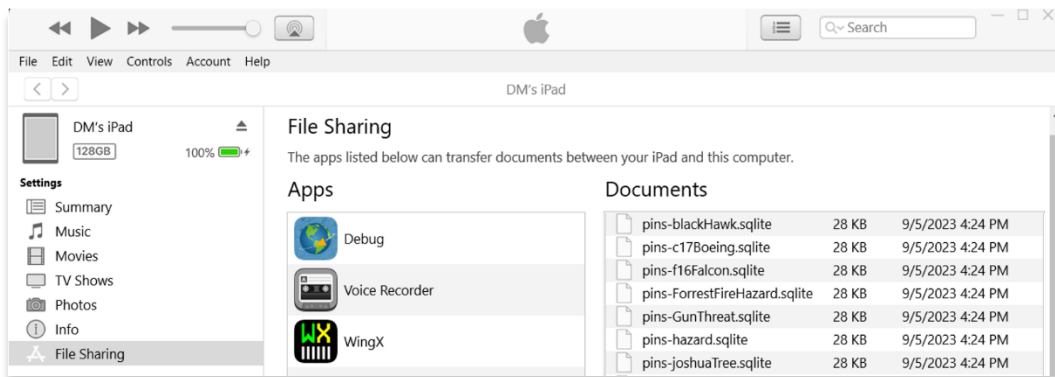 Search
File Edit View Controls Account Help
DM's iPad
DM's iPad
128GB
100%
Settings
Summary
Music
Movies
TV Shows
Photos
Info
File Sharing
File Sharing
The apps listed below can transfer documents between your iPad and this computer.
Apps
Debug
Voice Recorder
WX
WingX
Documents
pins-blackHawk.sqlite 28 KB 9/5/2023 4:24 PM
pins-c17Boeing.sqlite 28 KB 9/5/2023 4:24 PM
pins-f16Falcon.sqlite 28 KB 9/5/2023 4:24 PM
pins-ForrestFireHazard.sqlite 28 KB 9/5/2023 4:24 PM
pins-GunThreat.sqlite 28 KB 9/5/2023 4:24 PM
pins-hazard.sqlite 28 KB 9/5/2023 4:24 PM
pins-joshuaTree.sqlite 28 KB 9/5/2023 4:24 PM